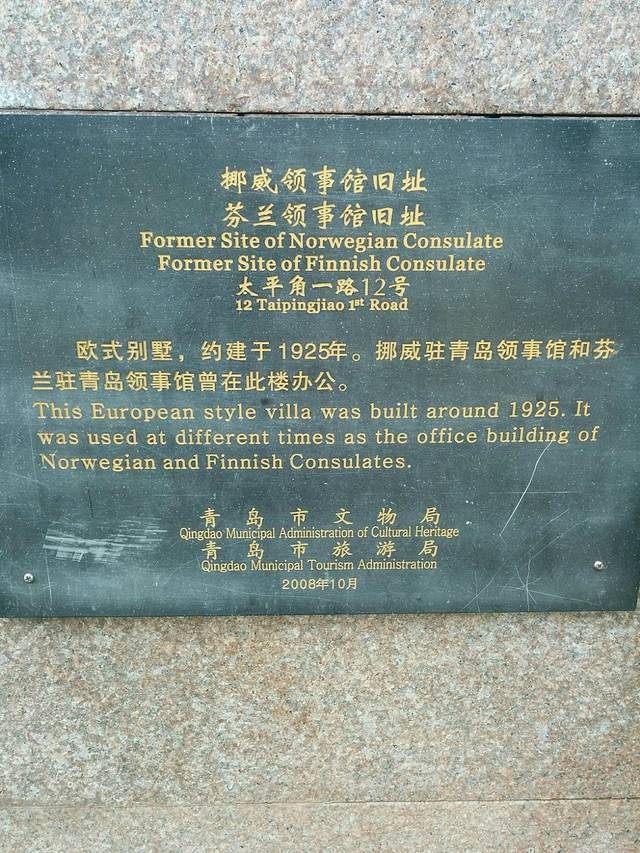 挪威领事馆旧址
芬兰领事馆旧址
Former Site of Norwegian Consulate
Former Site of Finnish Consulate
太平角一路12号
12 Taipingjiao 1st Road
欧式别墅，约建于1925年。挪威驻青岛领事馆和芬
兰驻青岛领事馆曾在此楼办公。
This European style villa was built around 1925. It
was used at different times as the office building of
Norwegian and Finnish Consulates.
青岛市文物局
Qingdao Municipal Administration of Cultural Heritage
青岛市旅游局
Qingdao Municipal Tourism Administration
2008年10月